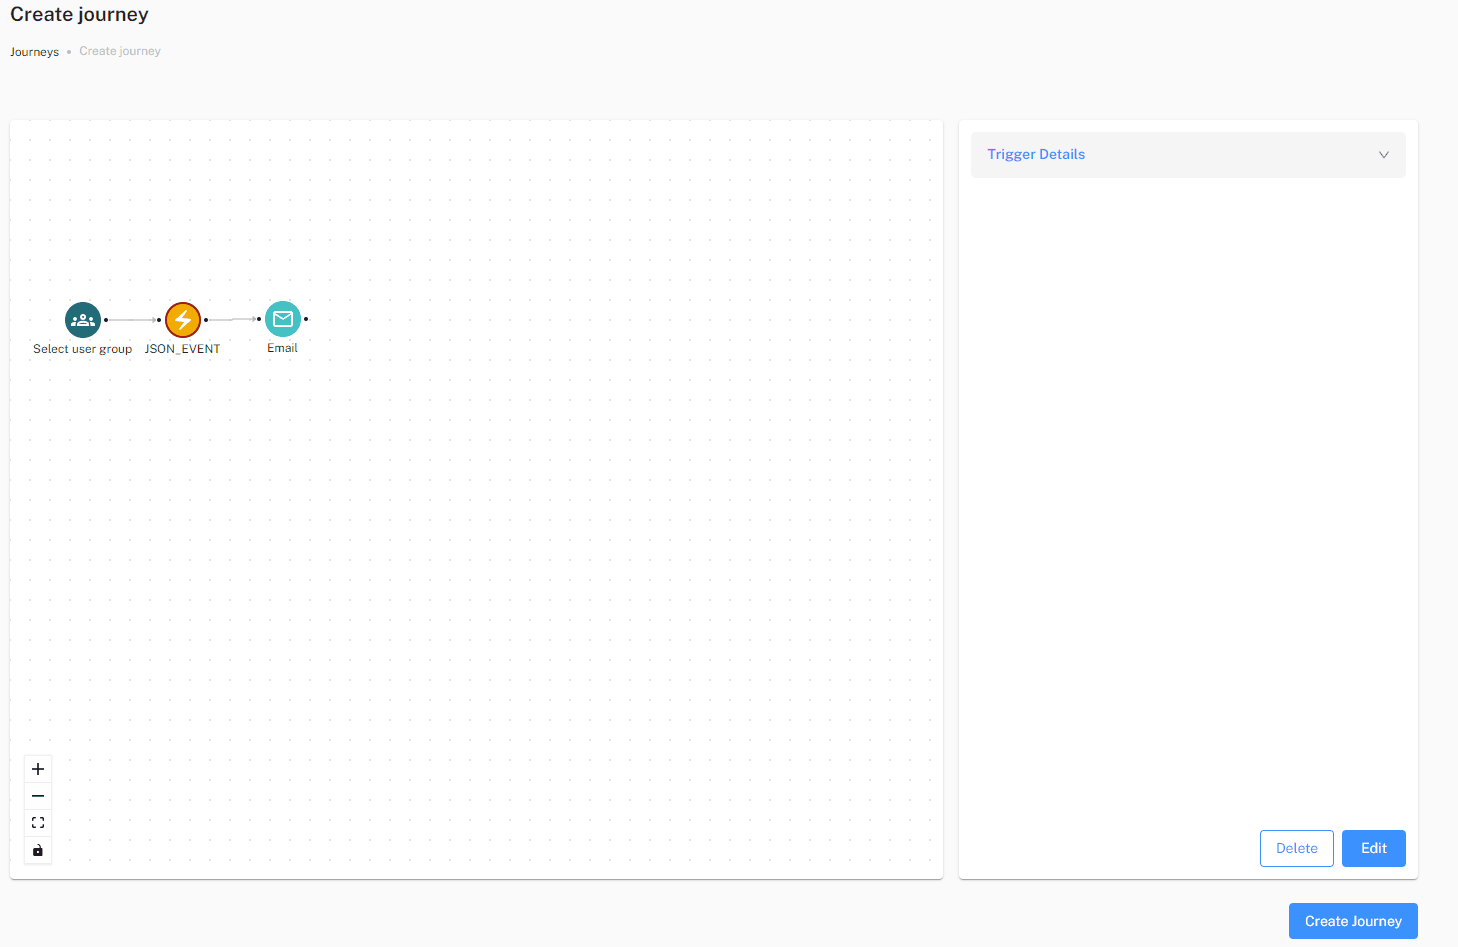 Create journey
Journeys • Create journey
Trigger Details
Select user group
JSON_EVENT
Email
Delete
Edit
Create Journey